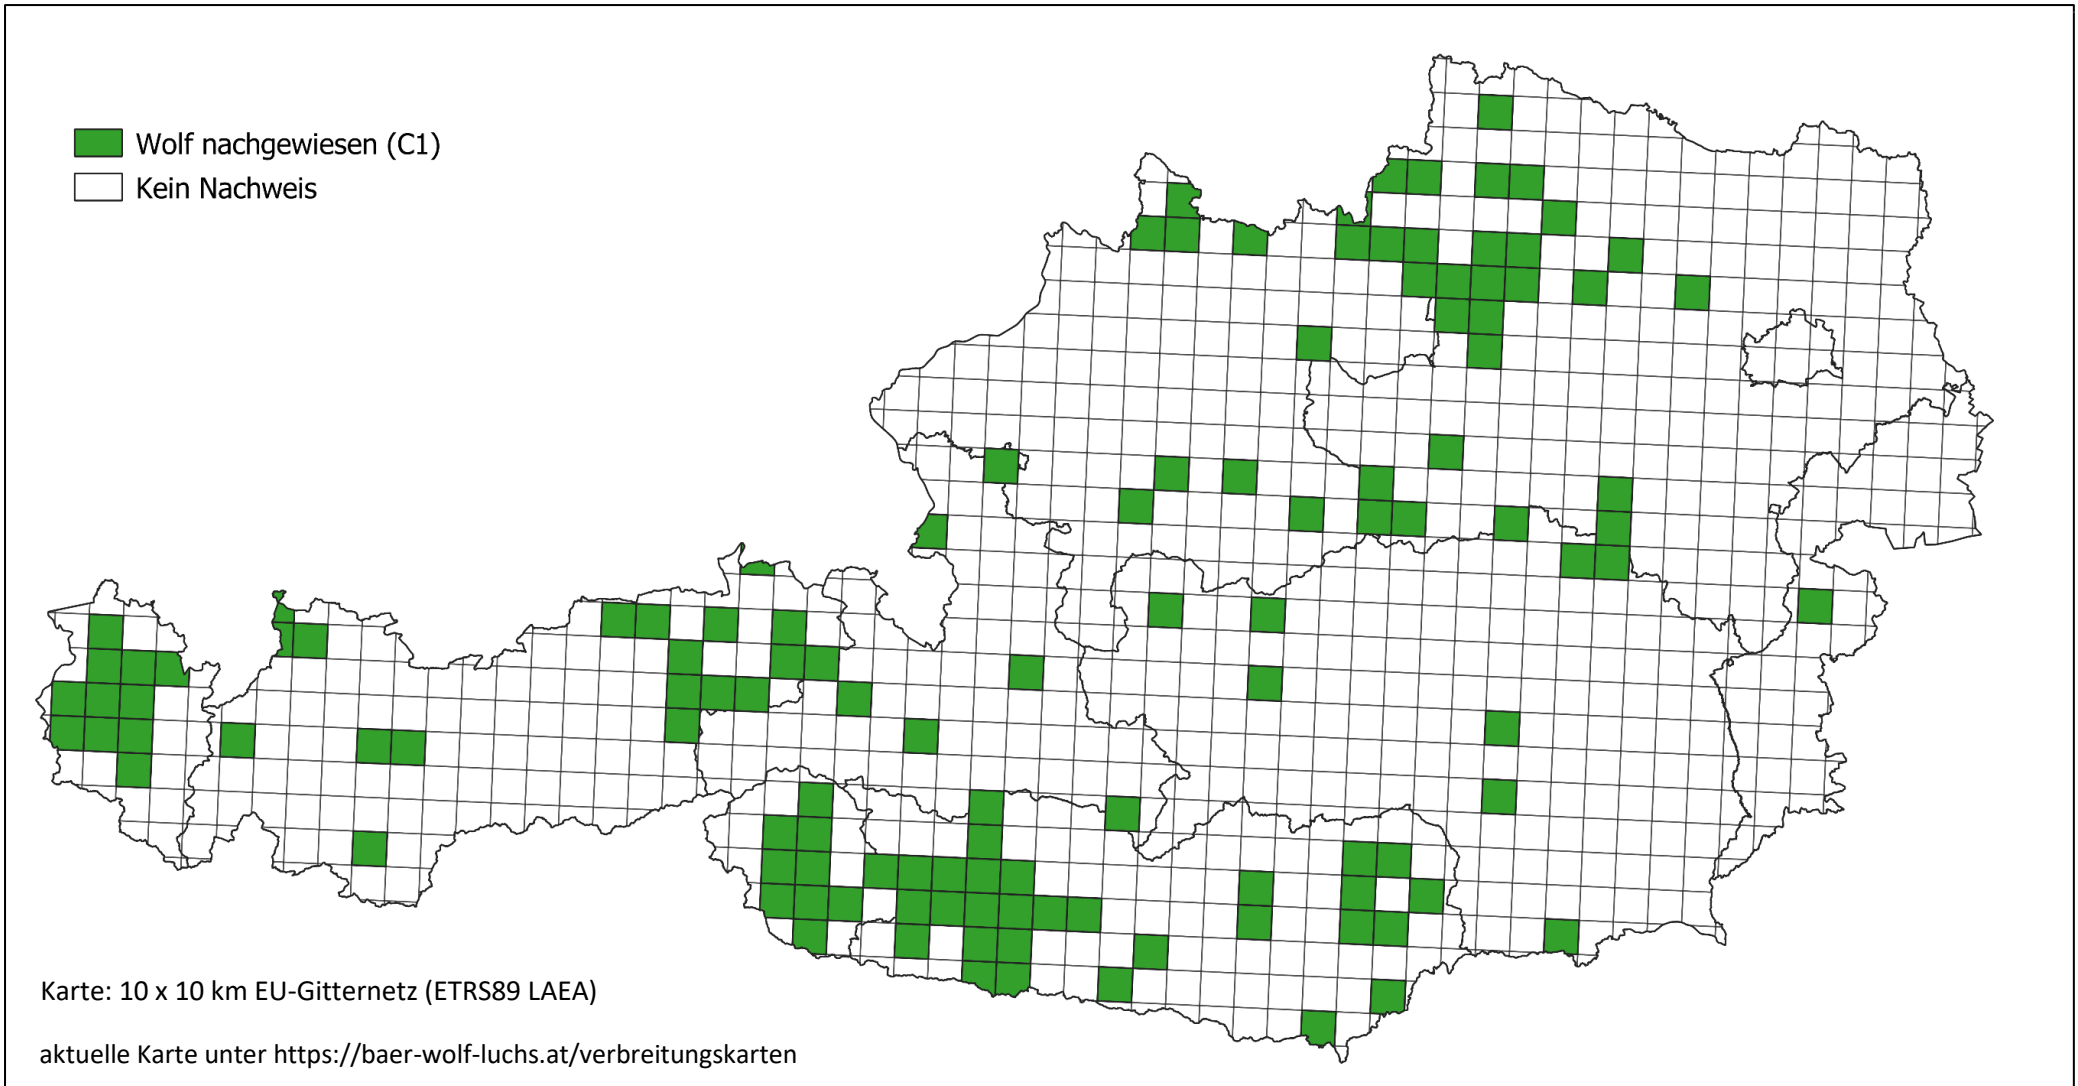 Wolf nachgewiesen (C1)
Kein Nachweis
Karte: 10 x 10 km EU-Gitternetz (ETRS89 LAEA)
aktuelle Karte unter https://baer-wolf-luchs.at/verbreitungskarten